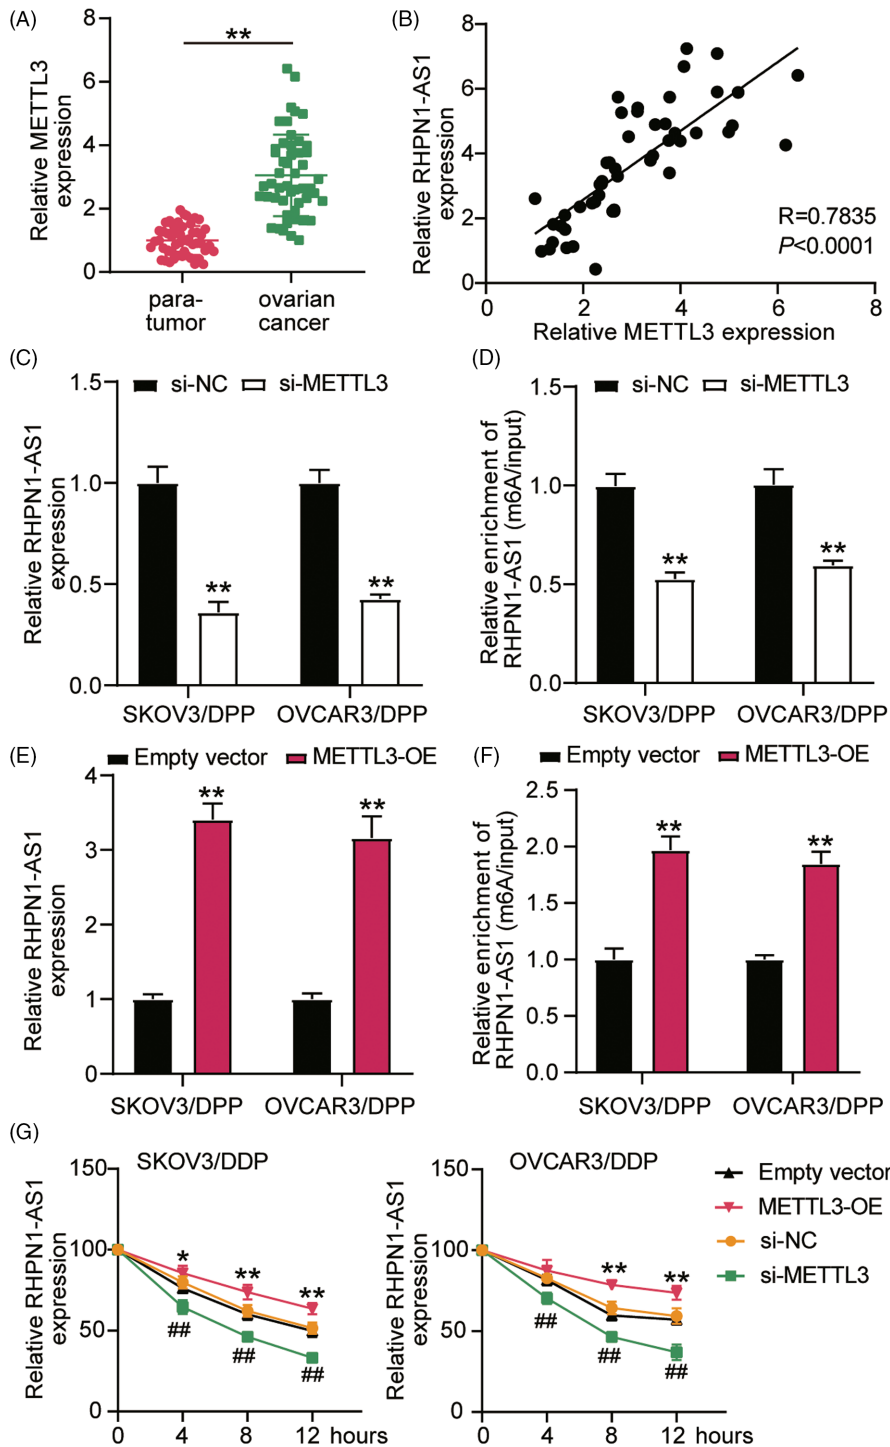 (A)
Relative METTL3
expression
8
6
4
2
0
**
para-
tumor
ovarian
cancer
(B)
Relative RHPN1-AS1
expression
8
6
4
2
0
R=0.7835
P<0.0001
0 2 4 6 8
Relative METTL3 expression
(C)
si-NC si-METTL3
Relative RHPN1-AS1
expression
1.5
1.0
0.5
0.0
** **
SKOV3/DPP OVCAR3/DPP
(D)
si-NC si-METTL3
Relative enrichment of
RHPN1-AS1 (m6A/input)
1.5
1.0
0.5
0.0
** **
SKOV3/DPP OVCAR3/DPP
(E)
Empty vector METTL3-OE
Relative RHPN1-AS1
expression
4
3
2
1
0
** **
SKOV3/DPP OVCAR3/DPP
(F)
Empty vector METTL3-OE
Relative enrichment of
RHPN1-AS1 (m6A/input)
2.5
2.0
1.5
1.0
0.5
0.0
** **
SKOV3/DPP OVCAR3/DPP
(G)
SKOV3/DDP
Relative RHPN1-AS1
expression
150
100
50
0
* ** **
## ## ##
0 4 8 12 hours
OVCAR3/DDP
Relative RHPN1-AS1
expression
150
100
50
0
** **
## ## ##
0 4 8 12 hours
Empty vector
METTL3-OE
si-NC
si-METTL3